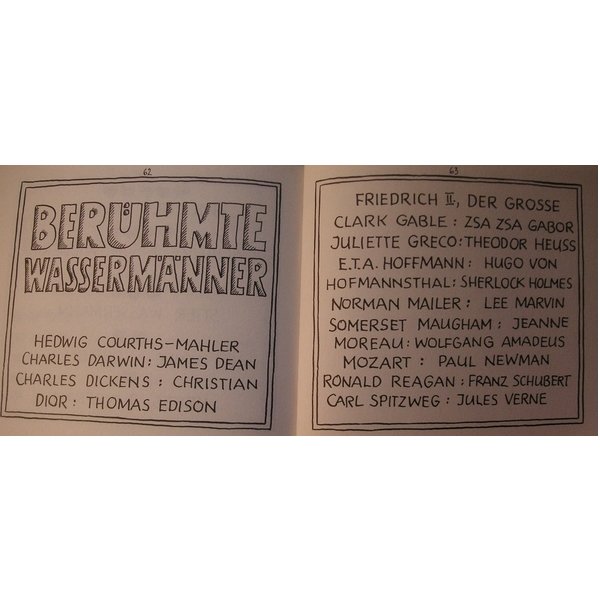 62
BERÜHMTE
WASSERMÄNNER
HEDWIG COURTHS-MAHLER
CHARLES DARWIN: JAMES DEAN
CHARLES DICKENS: CHRISTIAN
DIOR: THOMAS EDISON
63
FRIEDRICH II., DER GROSSE
CLARK GABLE: ZSA ZSA GABOR
JULIETTE GRECO: THEODOR HEUSS
E.T.A. HOFFMANN: HUGO VON
HOFMANNSTHAL: SHERLOCK HOLMES
NORMAN MAILER: LEE MARVIN
SOMERSET MAUGHAM: JEANNE
MOREAU: WOLFGANG AMADEUS
MOZART: PAUL NEWMAN
RONALD REAGAN: FRANZ SCHUBERT
CARL SPITZWEG: JULES VERNE